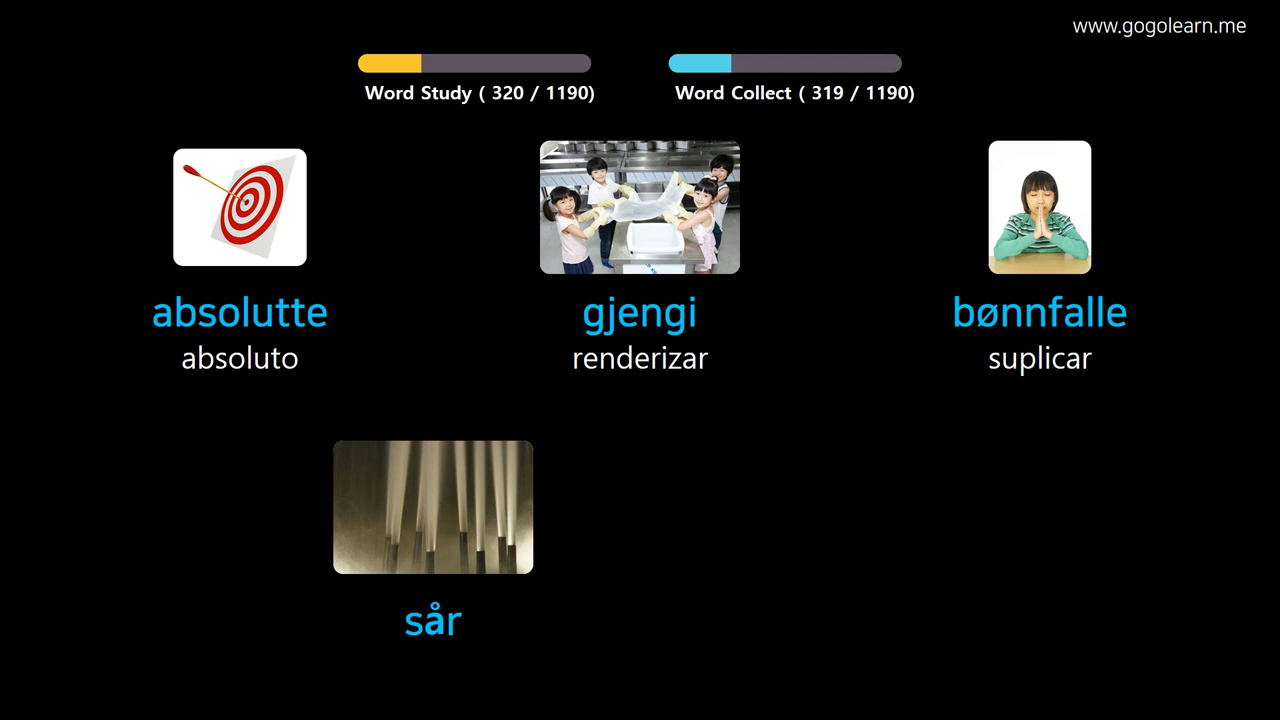 www.gogolearn.me
Word Study ( 320 / 1190)
Word Collect ( 319 / 1190)
absolutte
absoluto
gjengi
renderizar
bønnfalle
suplicar
sår